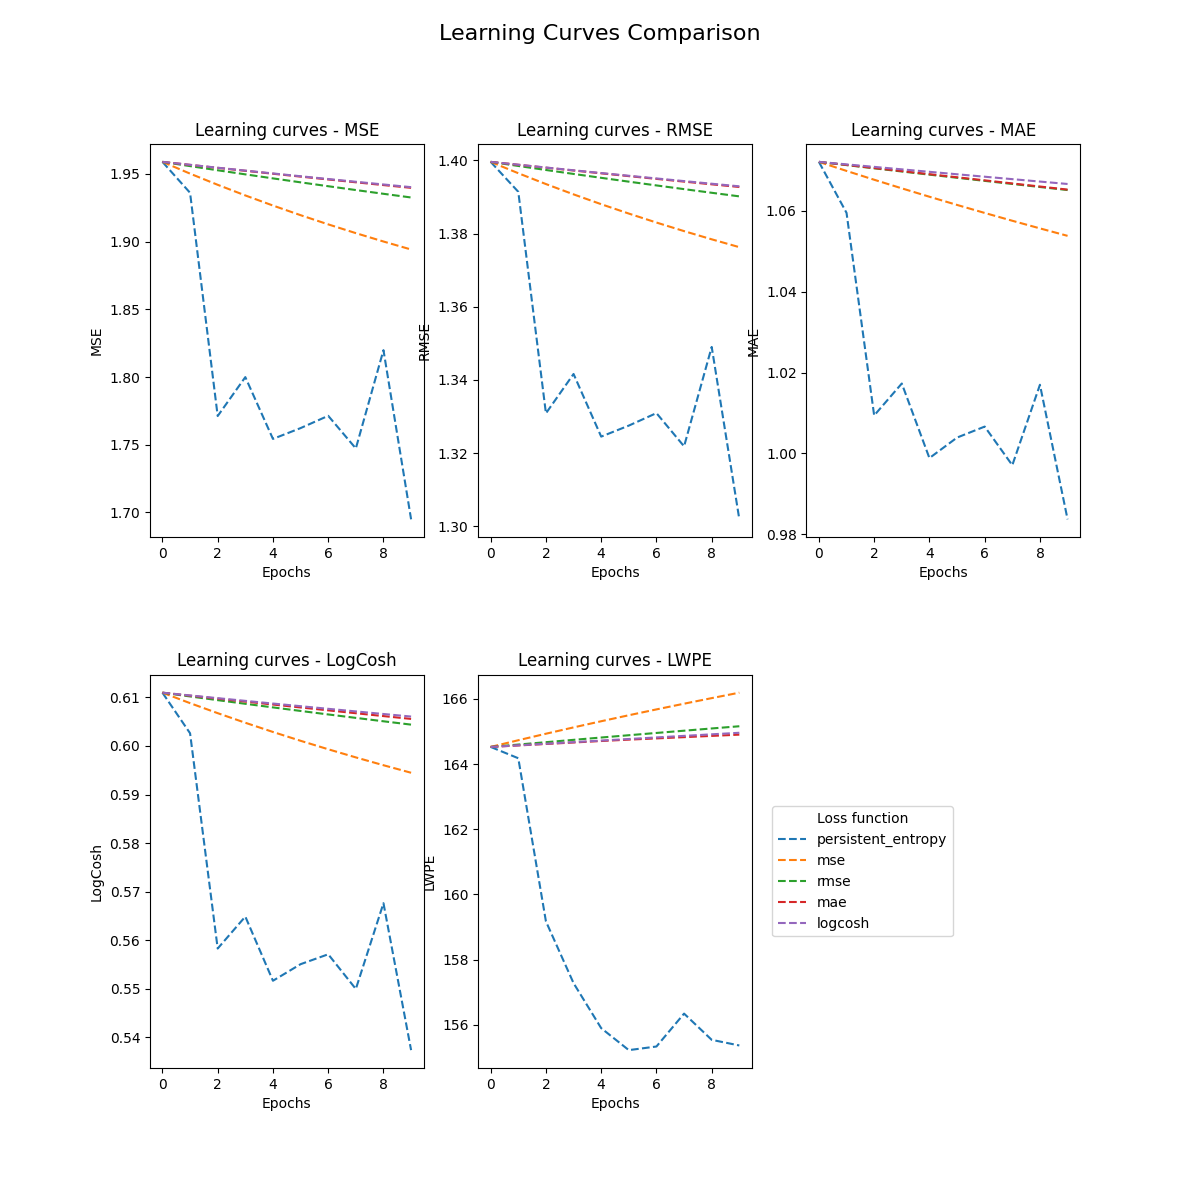 Learning Curves Comparison
Learning curves - MSE
MSE
1.95
1.90
1.85
1.80
1.75
1.70
0 2 4 6 8
Epochs
Learning curves - RMSE
RMSE
1.40
1.38
1.36
1.34
1.32
1.30
0 2 4 6 8
Epochs
Learning curves - MAE
MAE
1.06
1.04
1.02
1.00
0.98
0 2 4 6 8
Epochs
Learning curves - LogCosh
LogCosh
0.61
0.60
0.59
0.58
0.57
0.56
0.55
0.54
0 2 4 6 8
Epochs
Learning curves - LWPE
LWPE
166
164
162
160
158
156
0 2 4 6 8
Epochs
Loss function
persistent_entropy
mse
rmse
mae
logcosh